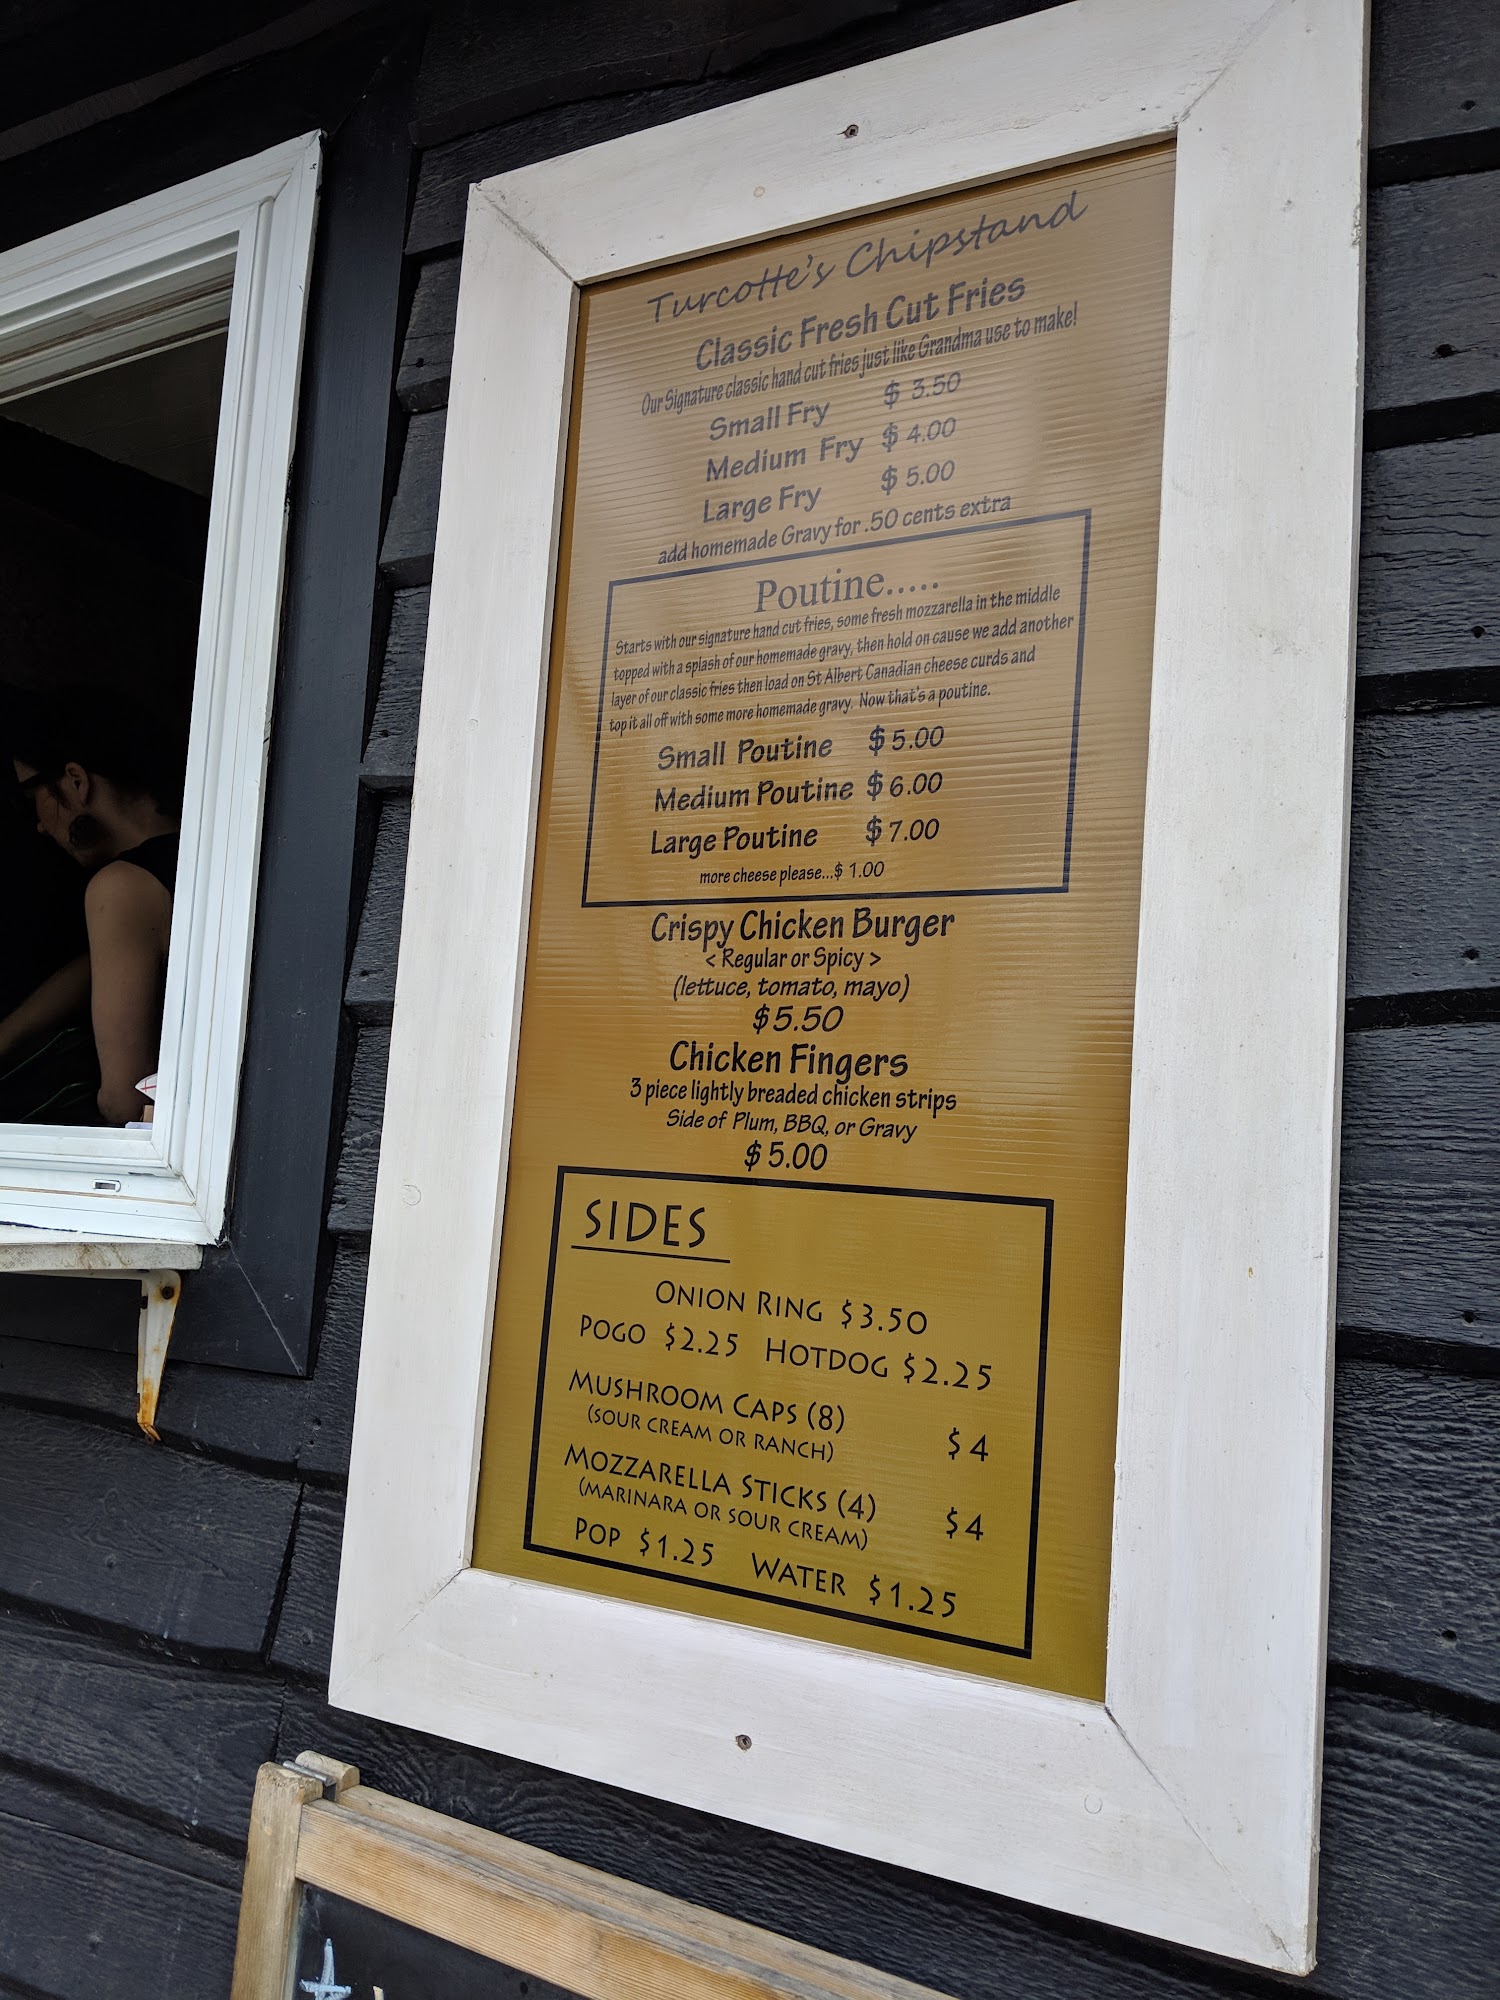 Turcotte's Chipstand
Classic Fresh Cut Fries
Our Signature classic hand cut fries just like Grandma use to make!
Small Fry $ 3.50
Medium Fry $ 4.00
Large Fry $ 5.00
add homemade Gravy for .50 cents extra
Poutine.....
Starts with our signature hand cut fries, some fresh mozzarella in the middle
topped with a splash of our homemade gravy, then hold on cause we add another
layer of our classic fries then load on St Albert Canadian cheese curds and
top it all off with some more homemade gravy. Now that's a poutine.
Small Poutine $ 5.00
Medium Poutine $ 6.00
Large Poutine $ 7.00
more cheese please...$ 1.00
Crispy Chicken Burger
< Regular or Spicy >
(lettuce, tomato, mayo)
$ 5.50
Chicken Fingers
3 piece lightly breaded chicken strips
Side of Plum, BBQ, or Gravy
$ 5.00
SIDES
ONION RING $3.50
POGO $2.25 HOTDOG $2.25
MUSHROOM CAPS (8)
(SOUR CREAM OR RANCH) $4
MOZZARELLA STICKS (4)
(MARINARA OR SOUR CREAM) $4
POP $1.25 WATER $1.25